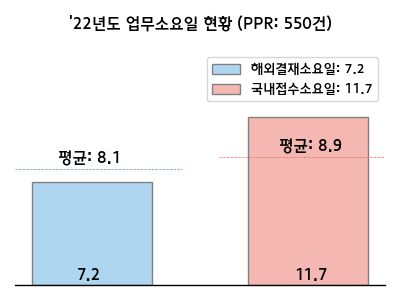 '22년도 업무소요일 현황 (PPR: 550건)
해외결재소요일: 7.2
국내접수소요일: 11.7
평균: 8.1
평균: 8.9
7.2
11.7